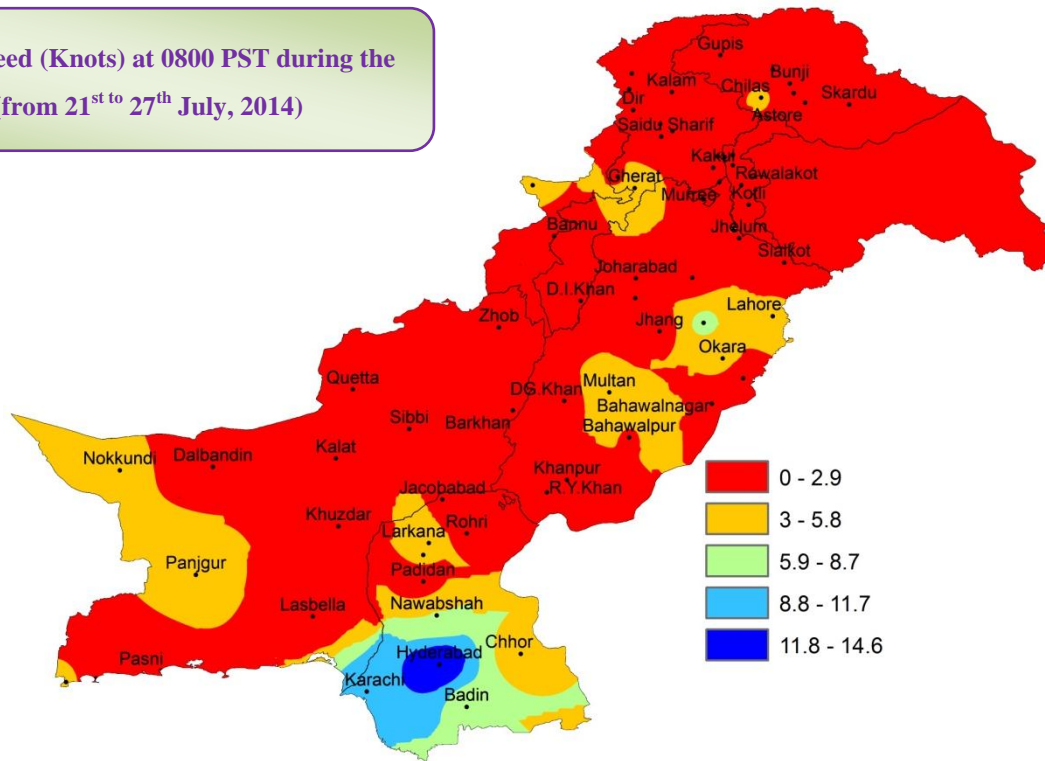 (Knots) at 0800 PST during the
from 21st to 27th July, 2014)
Gupis
Bunji
Kalam
Chilas
Skardu
Dir
Astore
Saidu Sharif
Kakul
Gherat
Rawalakot
Murree
Kotli
Bannu
Jhelum
Sialkot
Joharabad
D.I.Khan
Lahore
Zhob
Jhang
Okara
Quetta
DG.Khan
Multan
Sibbi
Barkhan
Bahawalnagar
Bahawalpur
Nokkundi
Dalbandin
Kalat
Khanpur
R.Y.Khan
Jacobabad
Khuzdar
Larkana
Rohri
Panjgur
Padidan
Lasbella
Nawabshah
Pasni
Hyderabad
Chhor
Karachi
Badin
0 - 2.9
3 - 5.8
5.9 - 8.7
8.8 - 11.7
11.8 - 14.6